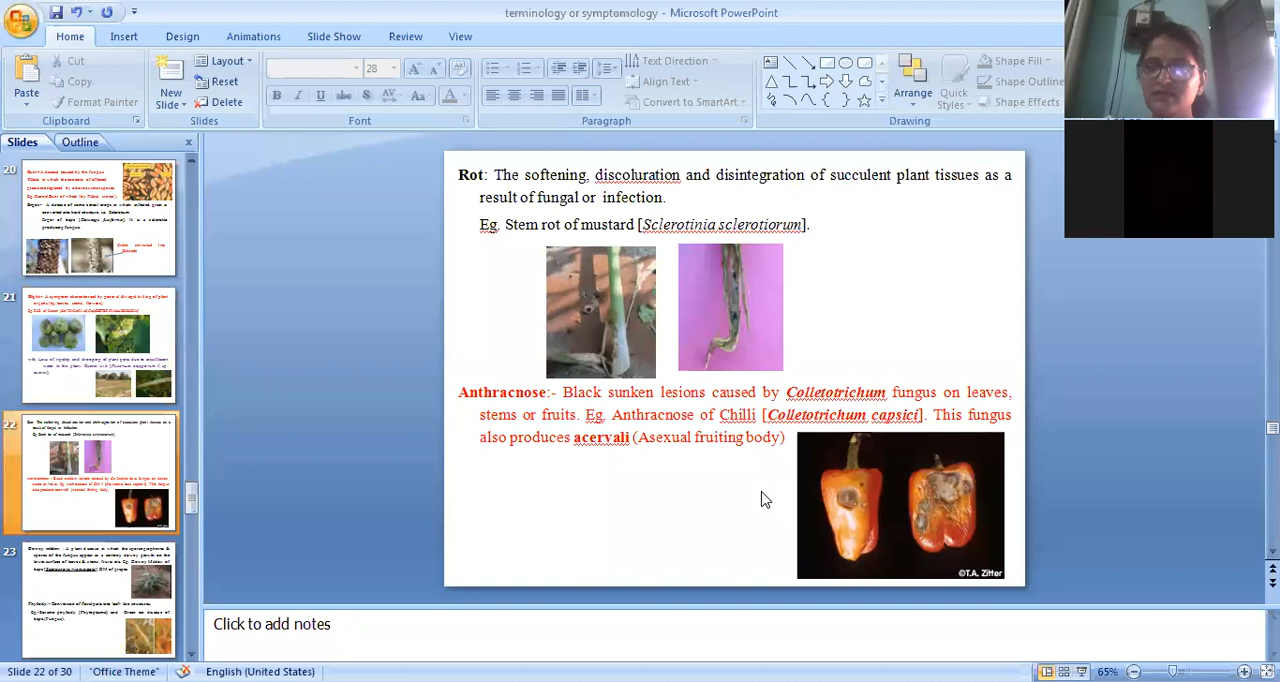 terminology or symptomology - Microsoft PowerPoint
Home Insert Design Animations Slide Show Review View
Paste
Cut
Copy
Format Painter
Clipboard
New Slide
Layout
Reset
Delete
Slides
28
Font
Text Direction
Align Text
Convert to SmartArt
Paragraph
Arrange
Quick Styles
Shape Fill
Shape Outline
Shape Effects
Drawing
Slides Outline
20
21
22
23
Rot: The softening, discoluration and disintegration of succulent plant tissues as a
result of fungal or infection.
Eg. Stem rot of mustard [Sclerotinia sclerotiorum].
Anthracnose:- Black sunken lesions caused by Colletotrichum fungus on leaves,
stems or fruits. Eg. Anthracnose of Chilli [Colletotrichum capsici]. This fungus
also produces acervali (Asexual fruiting body)
©T.A. Zitter
Click to add notes
Slide 22 of 30 "Office Theme" English (United States) 65%